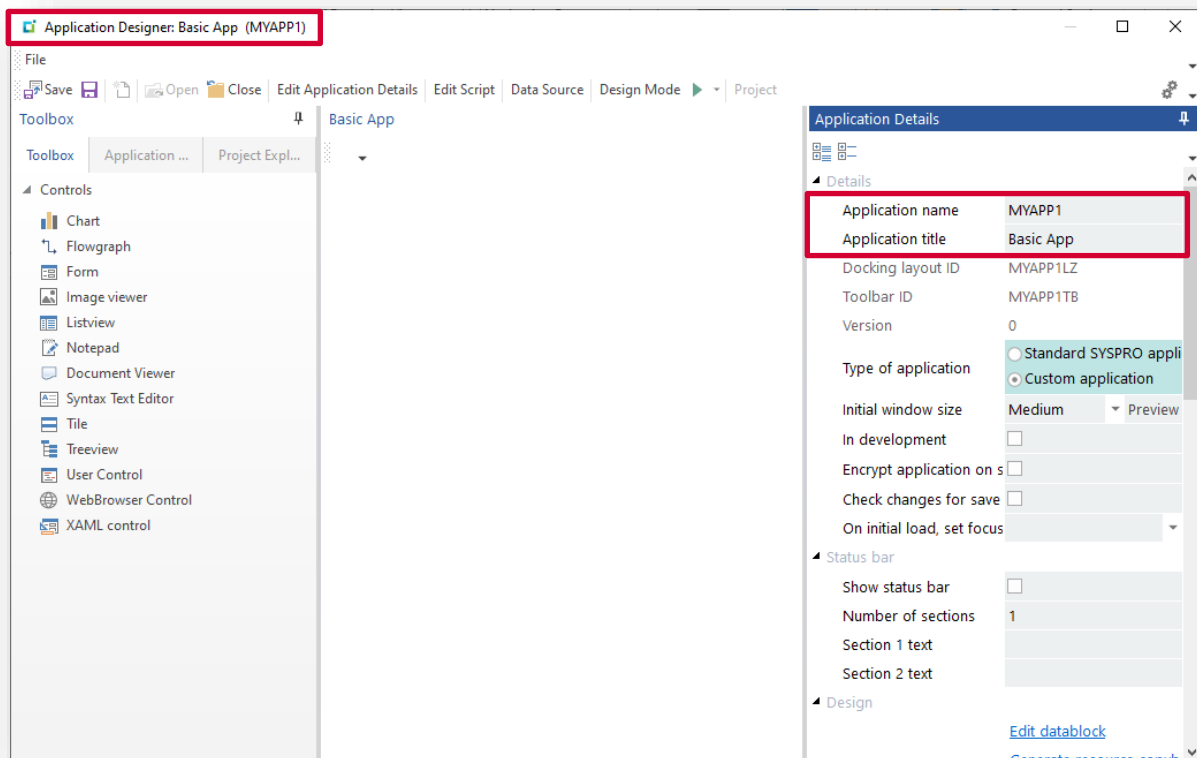 Application Designer: Basic App (MYAPP1)
File
Save Open Close Edit Application Details Edit Script Data Source Design Mode Project
Toolbox
Toolbox Application ... Project Expl...
Controls
Chart
Flowgraph
Form
Image viewer
Listview
Notepad
Document Viewer
Syntax Text Editor
Tile
Treeview
User Control
WebBrowser Control
XAML control
Basic App
Application Details
Details
Application name MYAPP1
Application title Basic App
Docking layout ID MYAPP1LZ
Toolbar ID MYAPP1TB
Version 0
Type of application
Standard SYSPRO appli
Custom application
Initial window size Medium Preview
In development
Encrypt application on s
Check changes for save
On initial load, set focus
Status bar
Show status bar
Number of sections 1
Section 1 text
Section 2 text
Design
Edit datablock